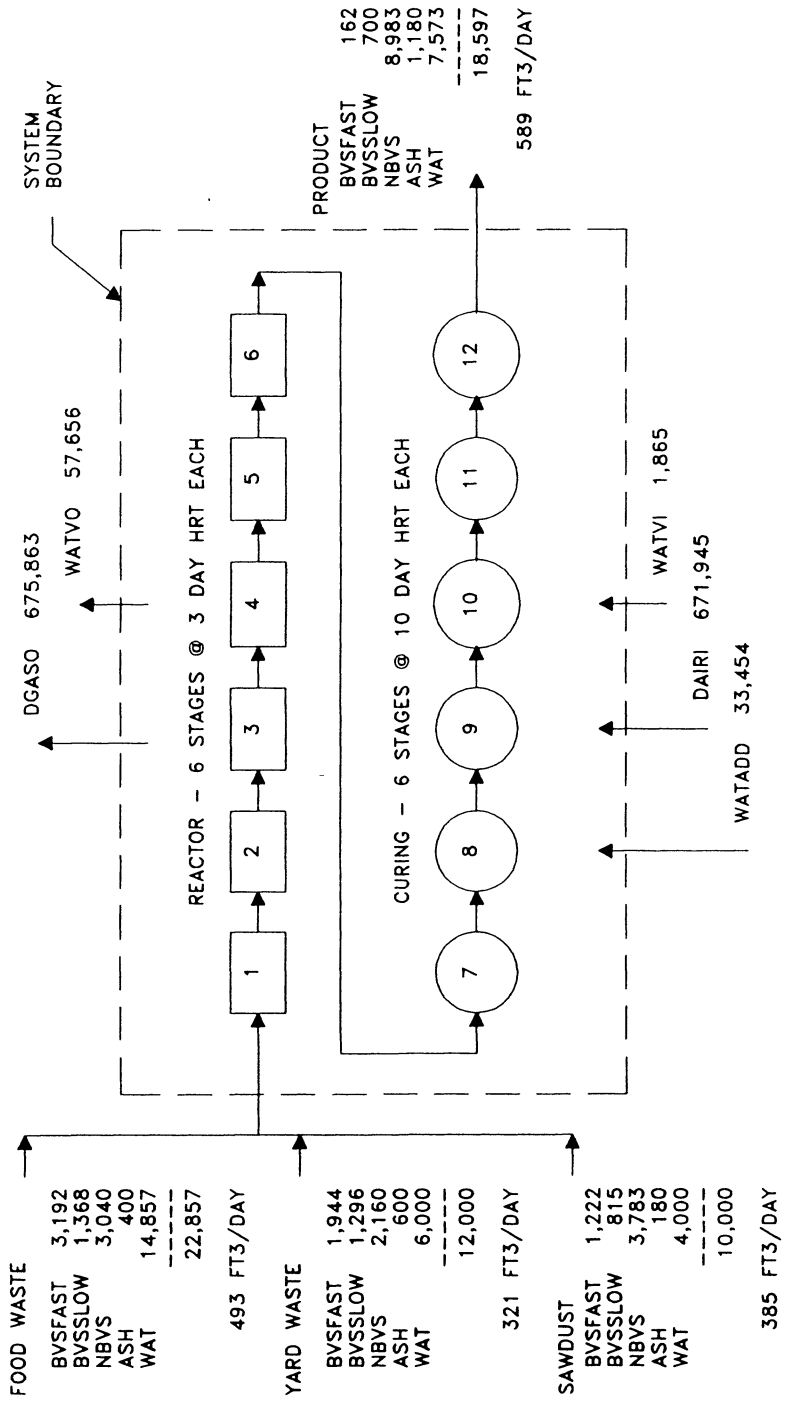 FOOD WASTE
BVSFAST 3,192
BVSSLOW 1,368
NBVS 3,040
ASH 400
WAT 14,857
-----
22,857
493 FT3/DAY
YARD WASTE
BVSFAST 1,944
BVSSLOW 1,296
NBVS 2,160
ASH 600
WAT 6,000
-----
12,000
321 FT3/DAY
SAWDUST
BVSFAST 1,222
BVSSLOW 815
NBVS 3,783
ASH 180
WAT 4,000
-----
10,000
385 FT3/DAY
DGASO 675,863
WATVO 57,656
SYSTEM
BOUNDARY
REACTOR – 6 STAGES @ 3 DAY HRT EACH
1 2 3 4 5 6
CURING – 6 STAGES @ 10 DAY HRT EACH
7 8 9 10 11 12
WATVI 1,865
DAIRI 671,945
WATADD 33,454
PRODUCT
BVSFAST 162
BVSSLOW 700
NBVS 8,983
ASH 1,180
WAT 7,573
-----
18,597
589 FT3/DAY